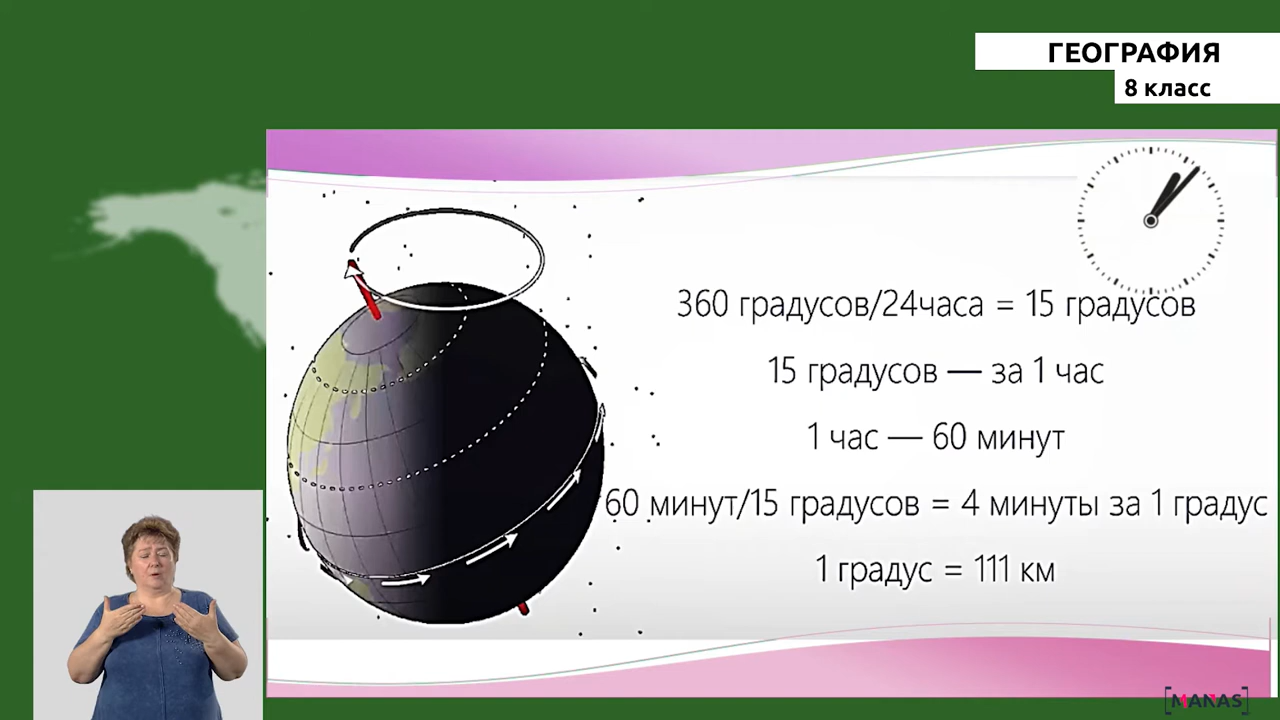 ГЕОГРАФИЯ
8 класс
360 градусов/24часа = 15 градусов
15 градусов — за 1 час
1 час — 60 минут
60 минут/15 градусов = 4 минуты за 1 градус
1 градус = 111 км
[MANAS]